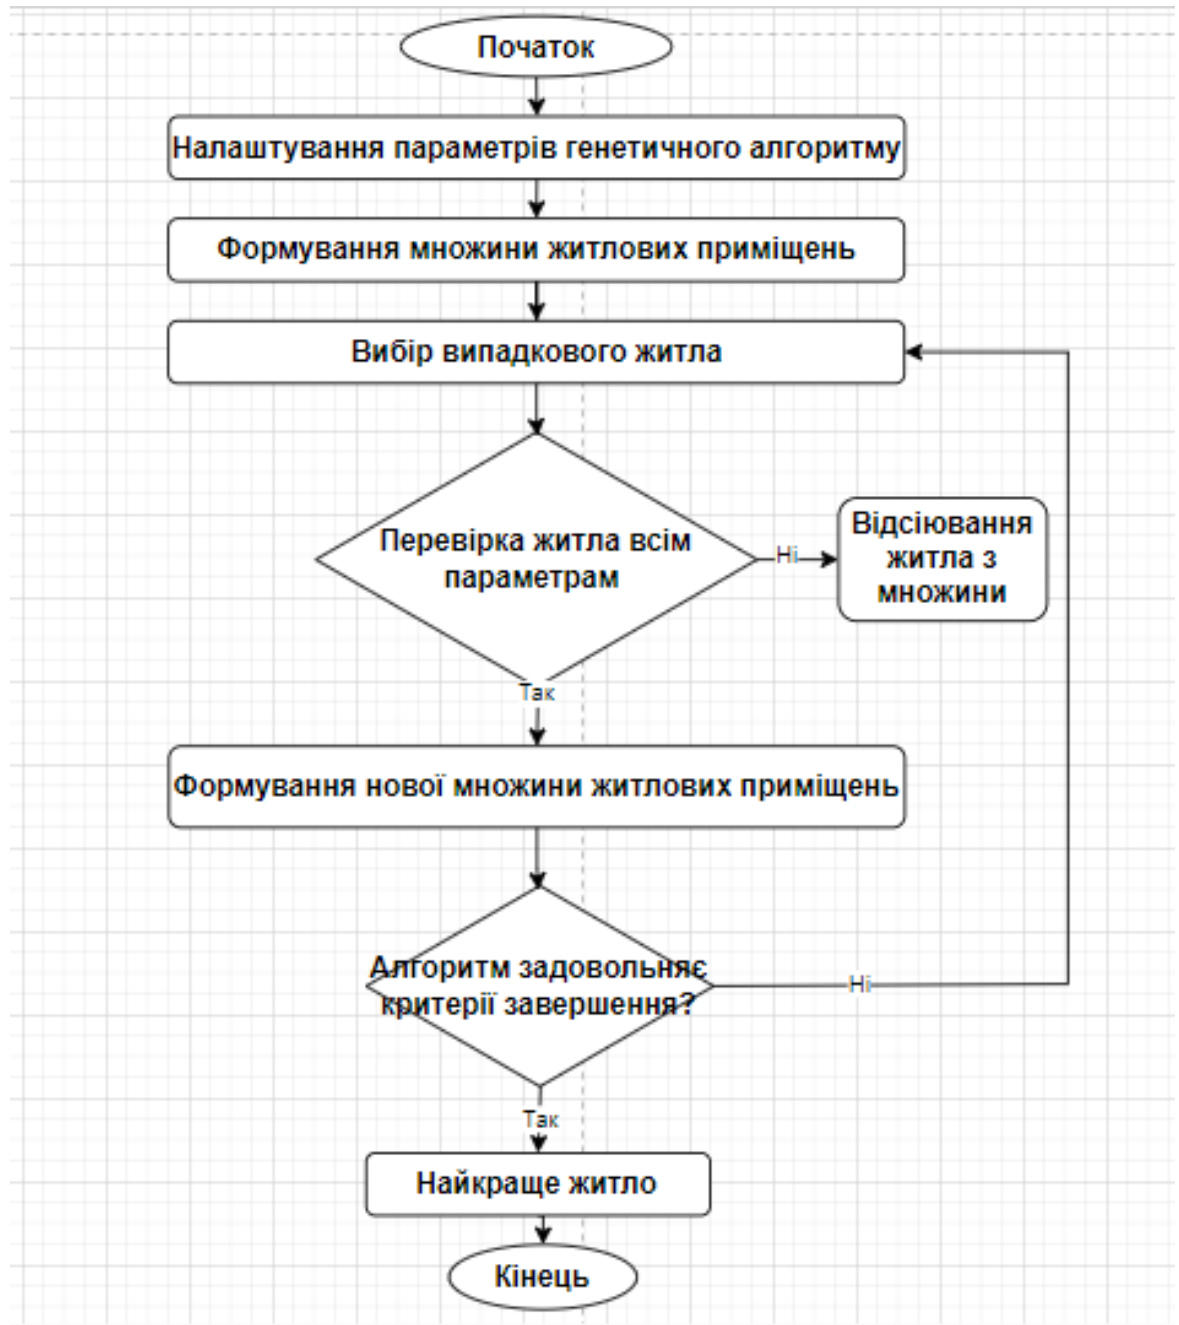 Початок
Налаштування параметрів генетичного алгоритму
Формування множини житлових приміщень
Вибір випадкового житла
Перевірка житла всім
параметрам
Ні
Відсіювання
житла з
множини
Так
Формування нової множини житлових приміщень
Алгоритм задовольняє
критерії завершення?
Ні
Так
Найкраще житло
Кінець